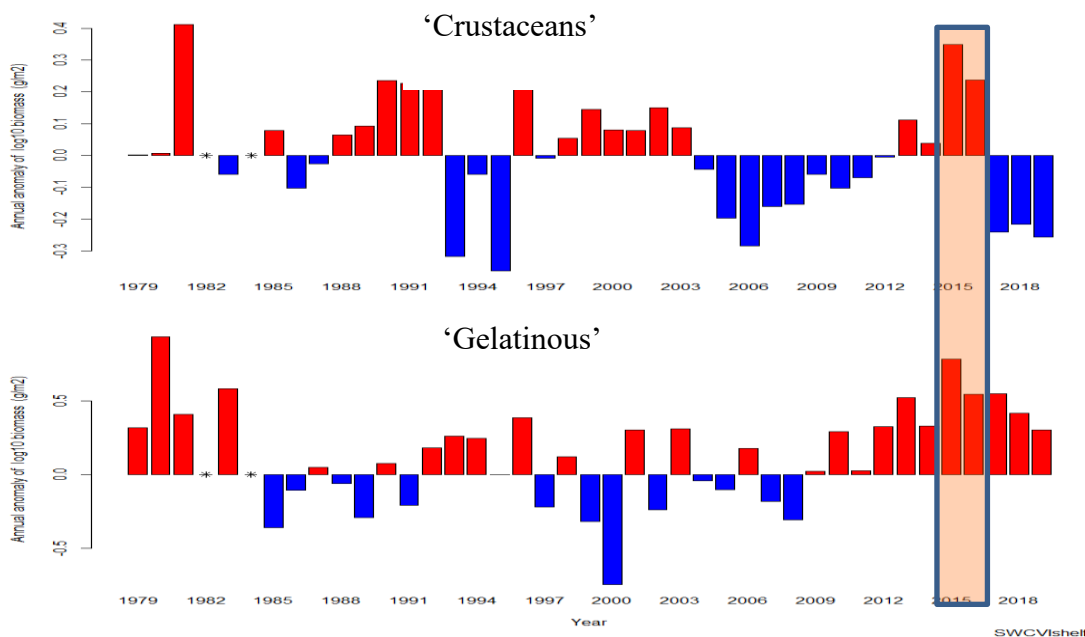 ‘Crustaceans’
Annual anomaly of log10 biomass (g/m2)
0.4
0.3
0.2
0.1
0.0
-0.1
-0.2
-0.3
* *
1979 1982 1985 1988 1991 1994 1997 2000 2003 2006 2009 2012 2015 2018
‘Gelatinous’
Annual anomaly of log10 biomass (g/m2)
0.5
0.0
-0.5
* *
1979 1982 1985 1988 1991 1994 1997 2000 2003 2006 2009 2012 2015 2018
Year
SWCVIshelf